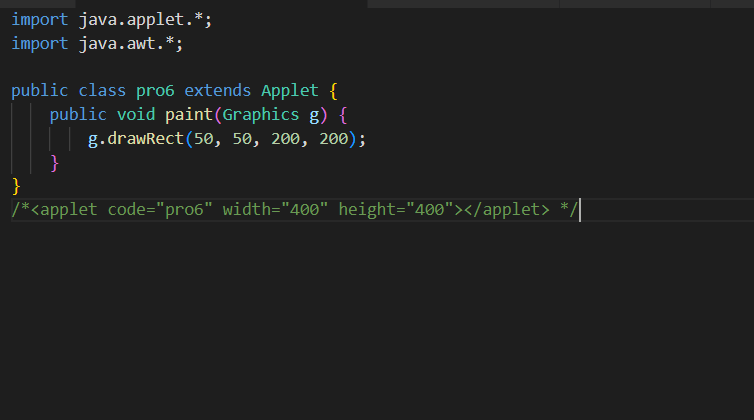 import java.applet.*;
import java.awt.*;
public class pro6 extends Applet {
public void paint(Graphics g) {
g.drawRect(50, 50, 200, 200);
}
}
/*<applet code="pro6" width="400" height="400"></applet> */